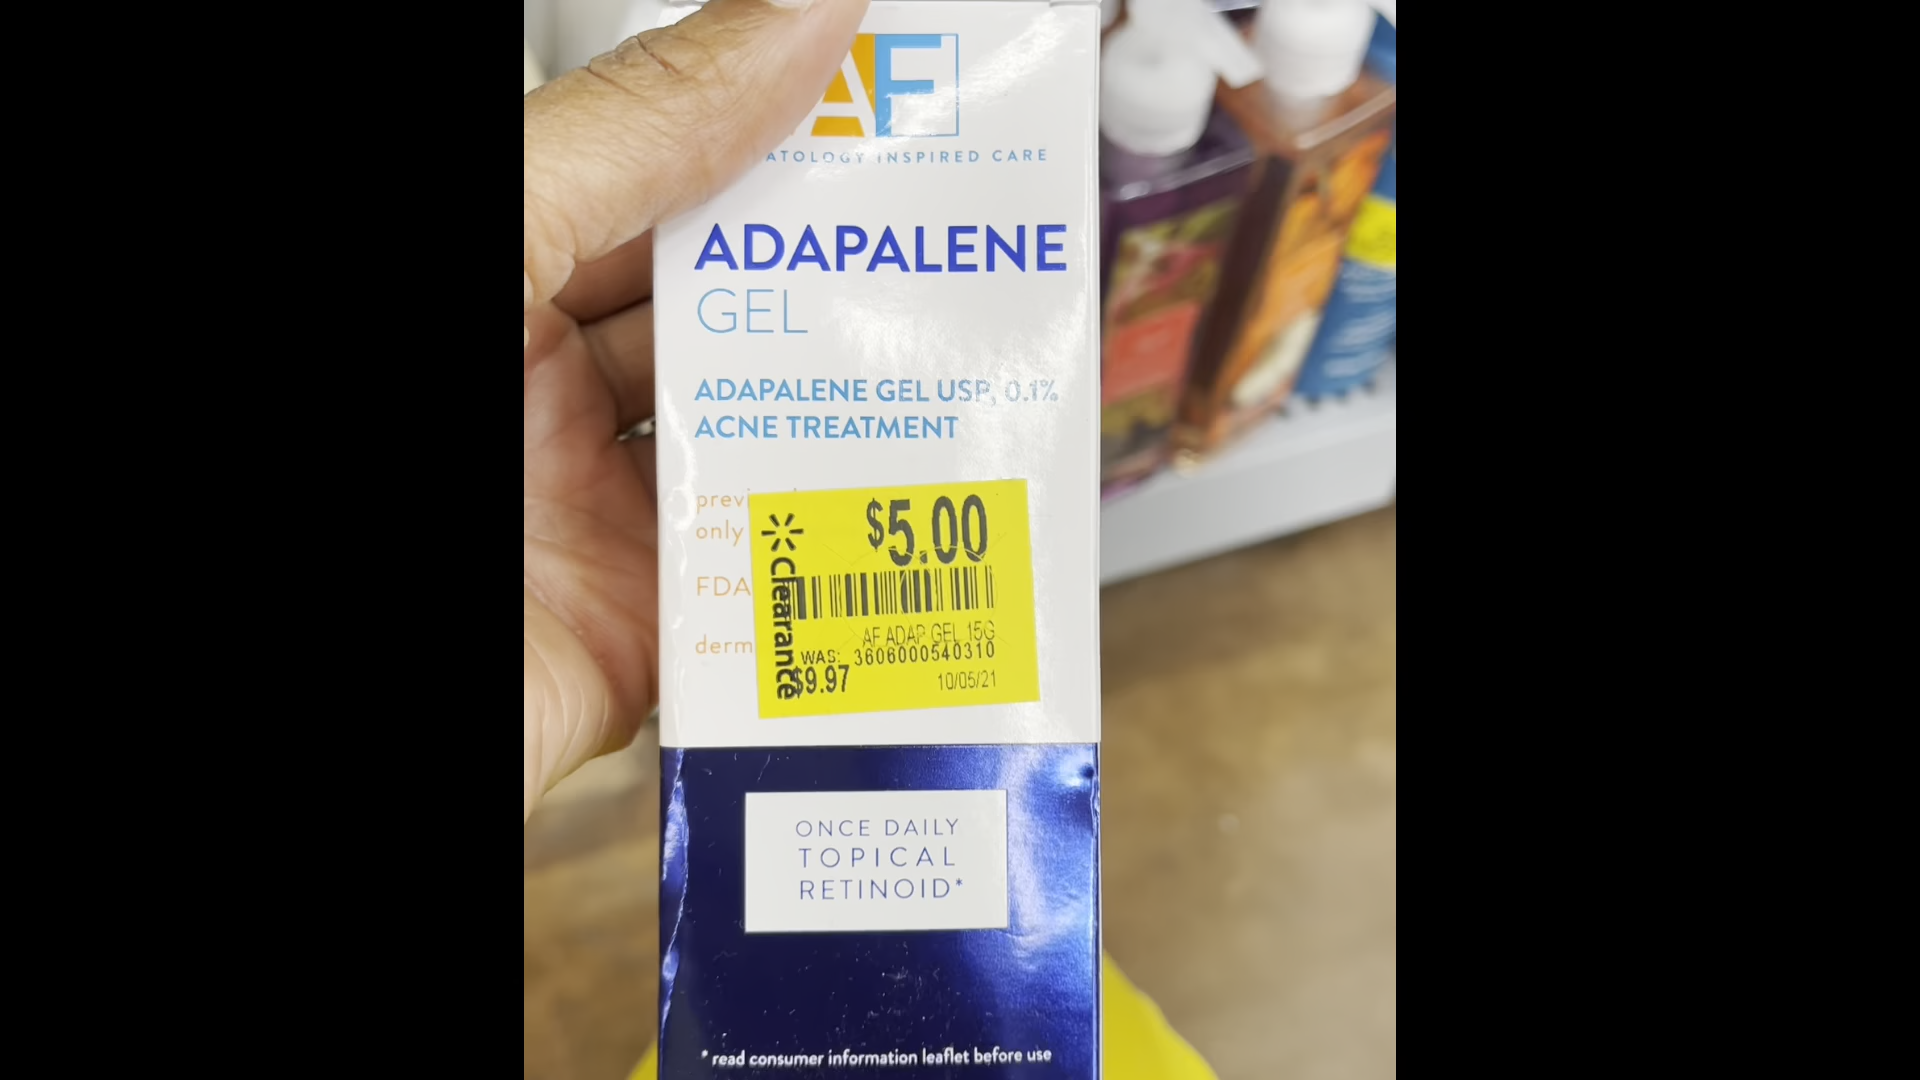 AF
ATOLOGY INSPIRED CARE
ADAPALENE
GEL
ADAPALENE GEL USP, 0.1%
ACNE TREATMENT
only
FDA
$5.00
Clearance
AF ADAP GEL 15G
WAS: 3606000540310
$9.97
10/05/21
ONCE DAILY
TOPICAL
RETINOID*
* read consumer information leaflet before use